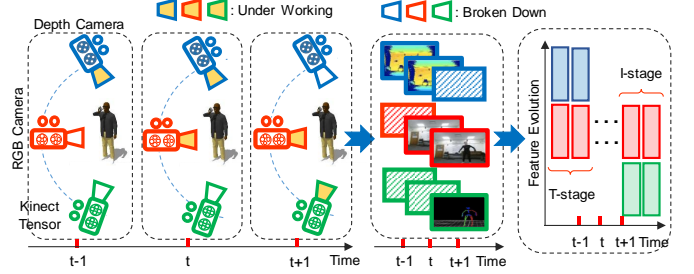 Depth Camera
: Under Working
: Broken Down
RGB Camera
Kinect
Tensor
t-1
t
t+1
Time
t-1
t
t+1
Time
Feature Evolution
I-stage
T-stage
t-1
t
t+1
Time